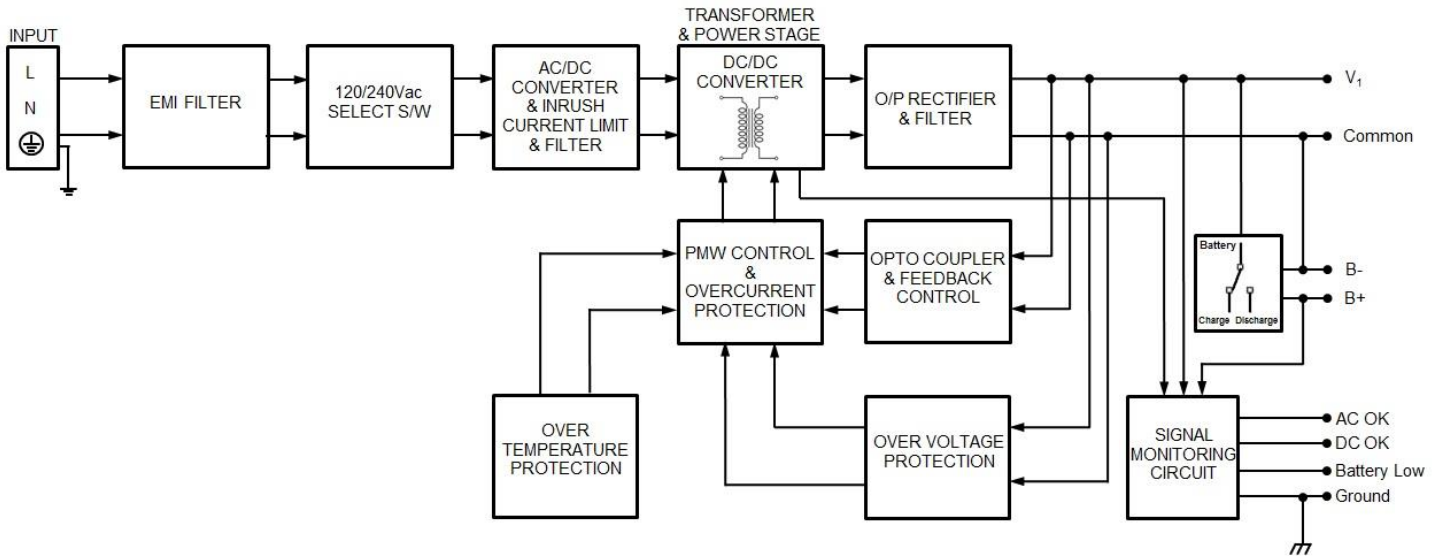 INPUT
L
N
EMI FILTER
120/240Vac
SELECT S/W
AC/DC
CONVERTER
& INRUSH
CURRENT LIMIT
& FILTER
TRANSFORMER
& POWER STAGE
DC/DC
CONVERTER
O/P RECTIFIER
& FILTER
V₁
Common
PMW CONTROL
&
OVERCURRENT
PROTECTION
OPTO COUPLER
& FEEDBACK
CONTROL
Battery
Charge Discharge
B-
B+
OVER
TEMPERATURE
PROTECTION
OVER VOLTAGE
PROTECTION
SIGNAL
MONITORING
CIRCUIT
AC OK
DC OK
Battery Low
Ground